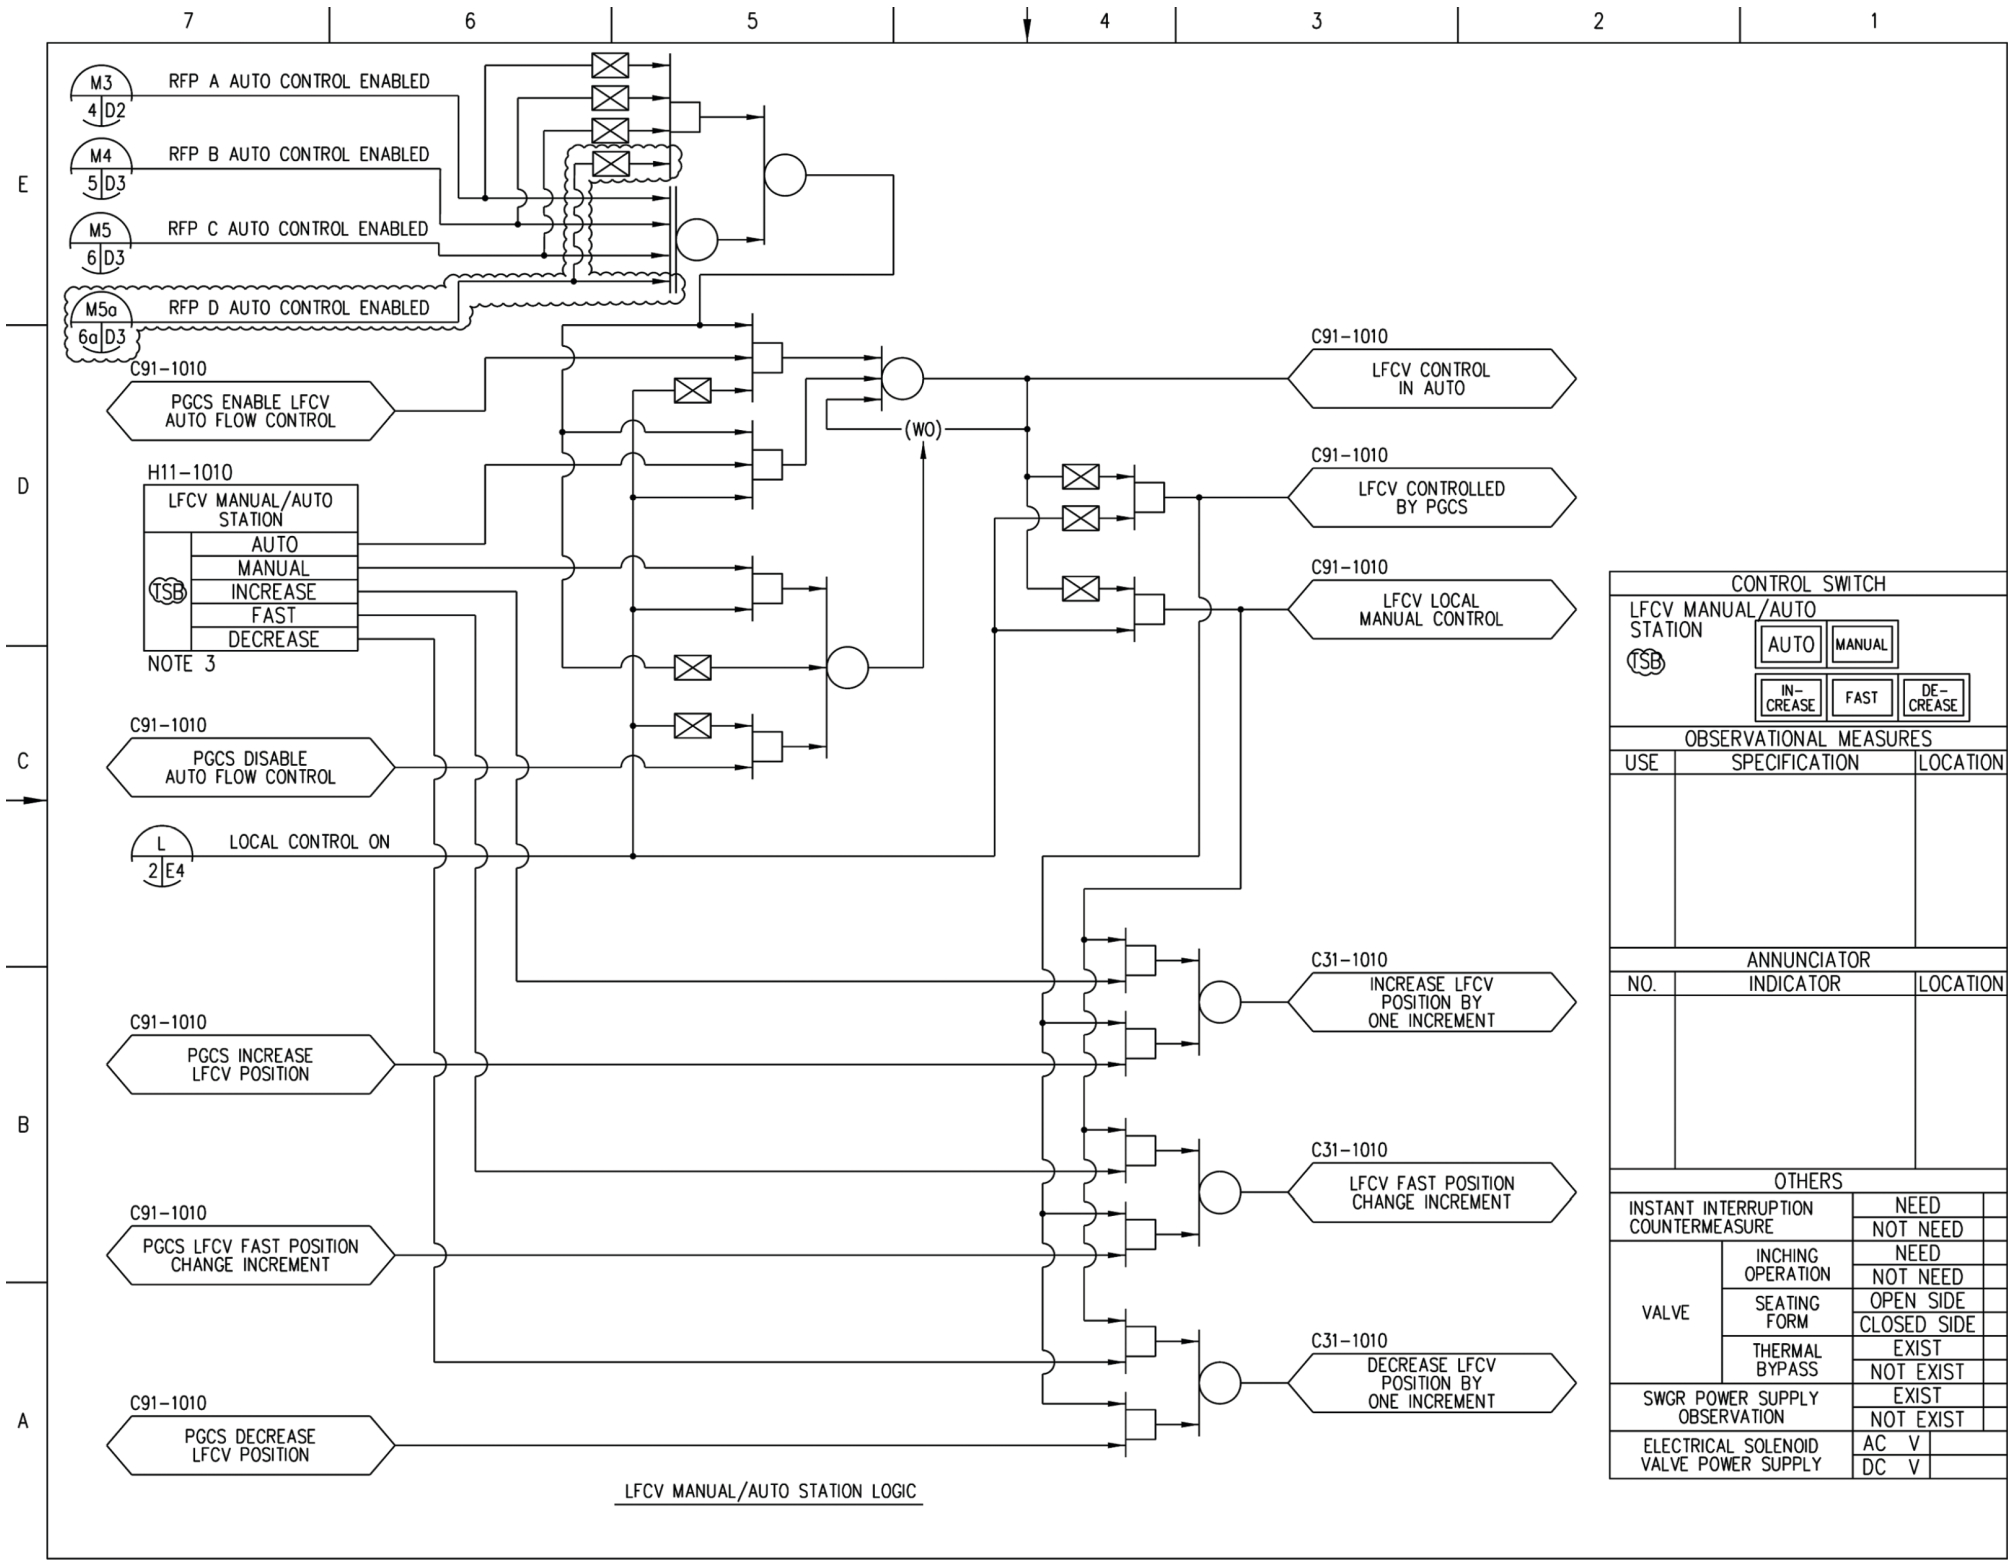 7 6 5 4 3 2 1
E
D
C
B
A
M3
4 D2
RFP A AUTO CONTROL ENABLED
M4
5 D3
RFP B AUTO CONTROL ENABLED
M5
6 D3
RFP C AUTO CONTROL ENABLED
M5a
6a D3
RFP D AUTO CONTROL ENABLED
C91-1010
PGCS ENABLE LFCV
AUTO FLOW CONTROL
H11-1010
LFCV MANUAL/AUTO
STATION
TSB
AUTO
MANUAL
INCREASE
FAST
DECREASE
NOTE 3
C91-1010
PGCS DISABLE
AUTO FLOW CONTROL
L
2 E4
LOCAL CONTROL ON
C91-1010
PGCS INCREASE
LFCV POSITION
C91-1010
PGCS LFCV FAST POSITION
CHANGE INCREMENT
C91-1010
PGCS DECREASE
LFCV POSITION
(WO)
C91-1010
LFCV CONTROL
IN AUTO
C91-1010
LFCV CONTROLLED
BY PGCS
C91-1010
LFCV LOCAL
MANUAL CONTROL
C31-1010
INCREASE LFCV
POSITION BY
ONE INCREMENT
C31-1010
LFCV FAST POSITION
CHANGE INCREMENT
C31-1010
DECREASE LFCV
POSITION BY
ONE INCREMENT
LFCV MANUAL/AUTO STATION LOGIC
CONTROL SWITCH
LFCV MANUAL/AUTO
STATION
TSB
AUTO MANUAL
IN-
CREASE
FAST
DE-
CREASE
OBSERVATIONAL MEASURES
USE SPECIFICATION LOCATION
ANNUNCIATOR
NO. INDICATOR LOCATION
OTHERS
INSTANT INTERRUPTION
COUNTERMEASURE
NEED
NOT NEED
VALVE
INCHING
OPERATION
NEED
NOT NEED
SEATING
FORM
OPEN SIDE
CLOSED SIDE
THERMAL
BYPASS
EXIST
NOT EXIST
SWGR POWER SUPPLY
OBSERVATION
EXIST
NOT EXIST
ELECTRICAL SOLENOID
VALVE POWER SUPPLY
AC V
DC V